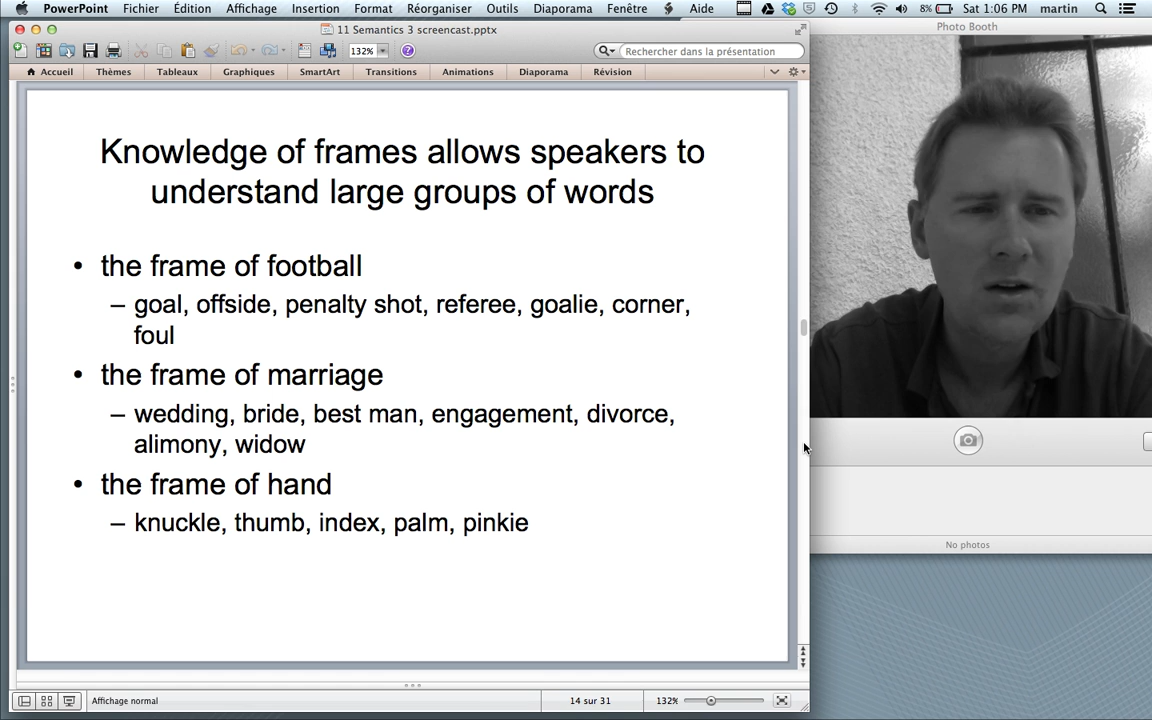 PowerPoint Fichier Édition Affichage Insertion Format Réorganiser Outils Diaporama Fenêtre Aide 8% Sat 1:06 PM martin
11 Semantics 3 screencast.pptx
Photo Booth
132% Rechercher dans la présentation
Accueil Thèmes Tableaux Graphiques SmartArt Transitions Animations Diaporama Révision
Knowledge of frames allows speakers to
understand large groups of words
• the frame of football
– goal, offside, penalty shot, referee, goalie, corner,
foul
• the frame of marriage
– wedding, bride, best man, engagement, divorce,
alimony, widow
• the frame of hand
– knuckle, thumb, index, palm, pinkie
No photos
Affichage normal 14 sur 31 132%